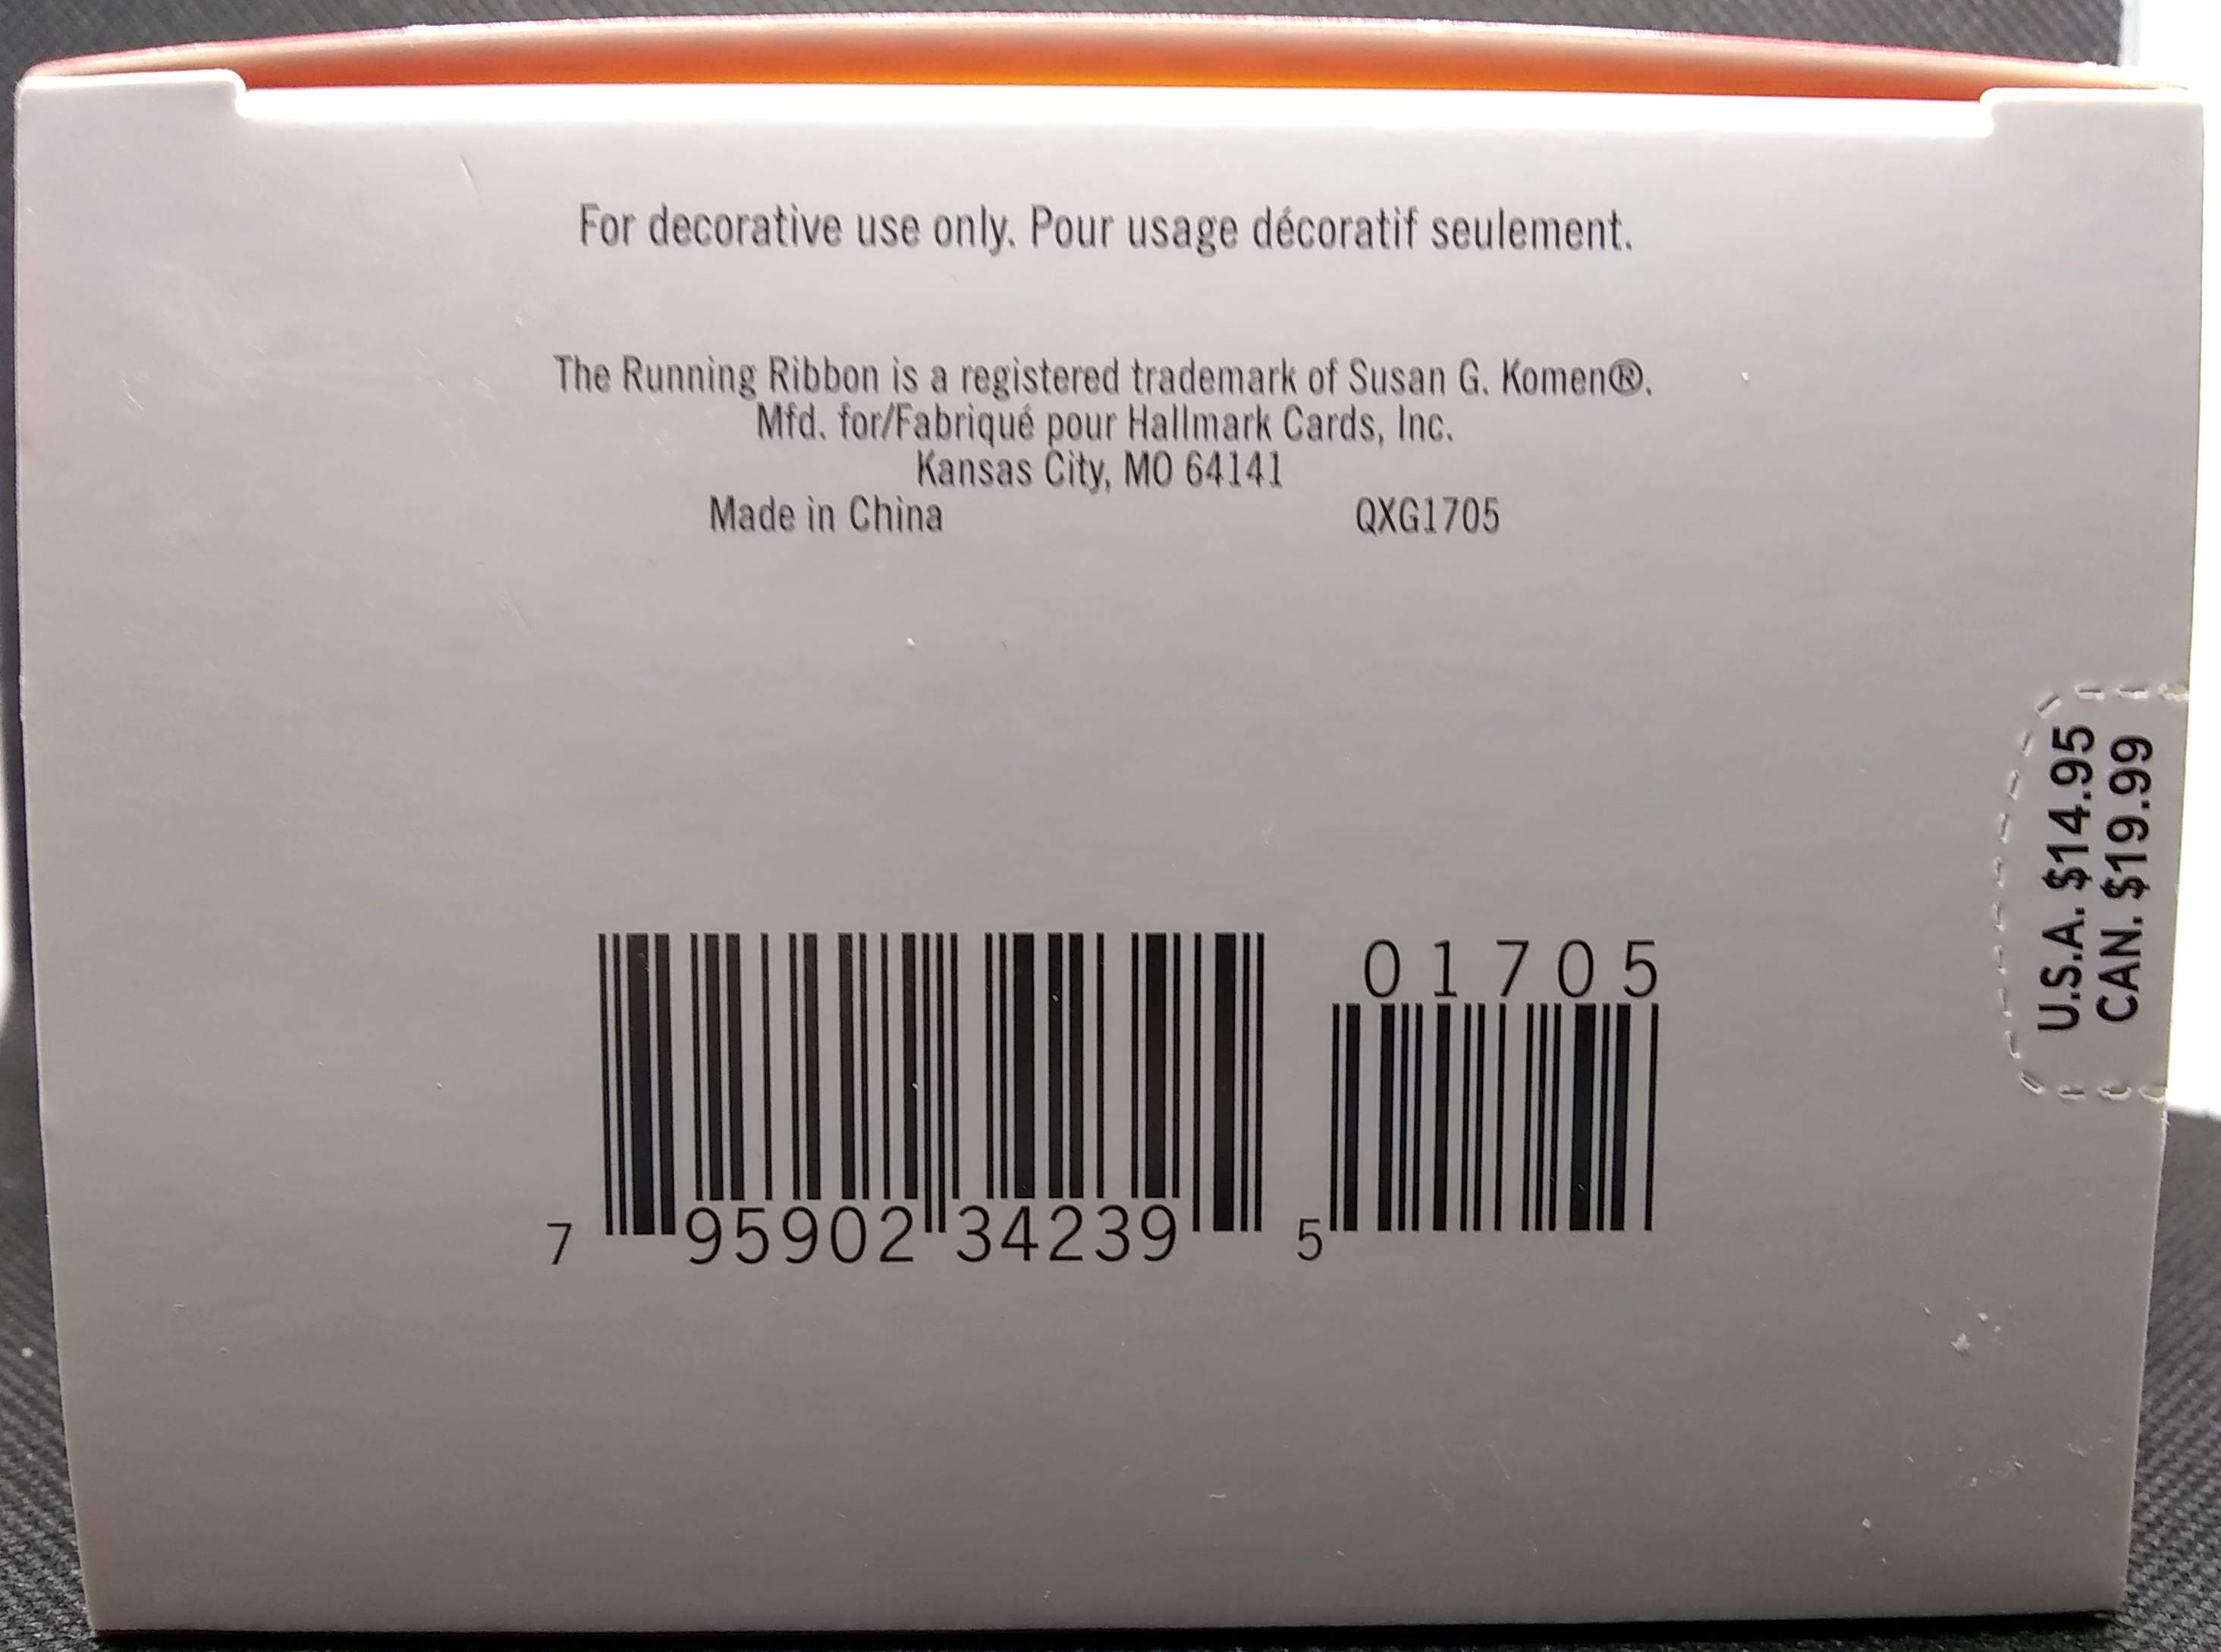 For decorative use only. Pour usage décoratif seulement.
The Running Ribbon is a registered trademark of Susan G. Komen®.
Mfd. for/Fabriqué pour Hallmark Cards, Inc.
Kansas City, MO 64141
Made in China QXG1705
U.S.A. $14.95
CAN. $19.99
01705
7 95902 34239 5